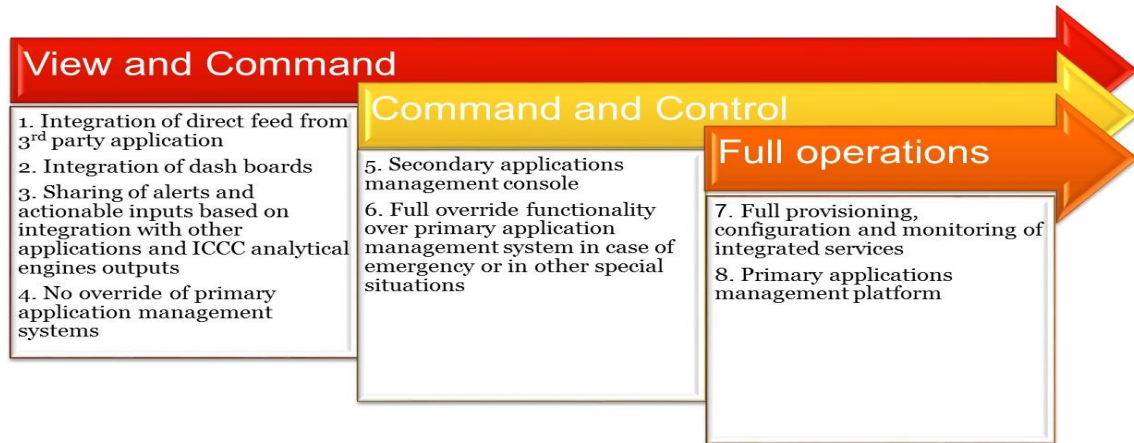 View and Command
1. Integration of direct feed from
3rd party application
2. Integration of dash boards
3. Sharing of alerts and
actionable inputs based on
integration with other
applications and ICCC analytical
engines outputs
4. No override of primary
application management
systems
Command and Control
5. Secondary applications
management console
6. Full override functionality
over primary application
management system in case of
emergency or in other special
situations
Full operations
7. Full provisioning,
configuration and monitoring of
integrated services
8. Primary applications
management platform